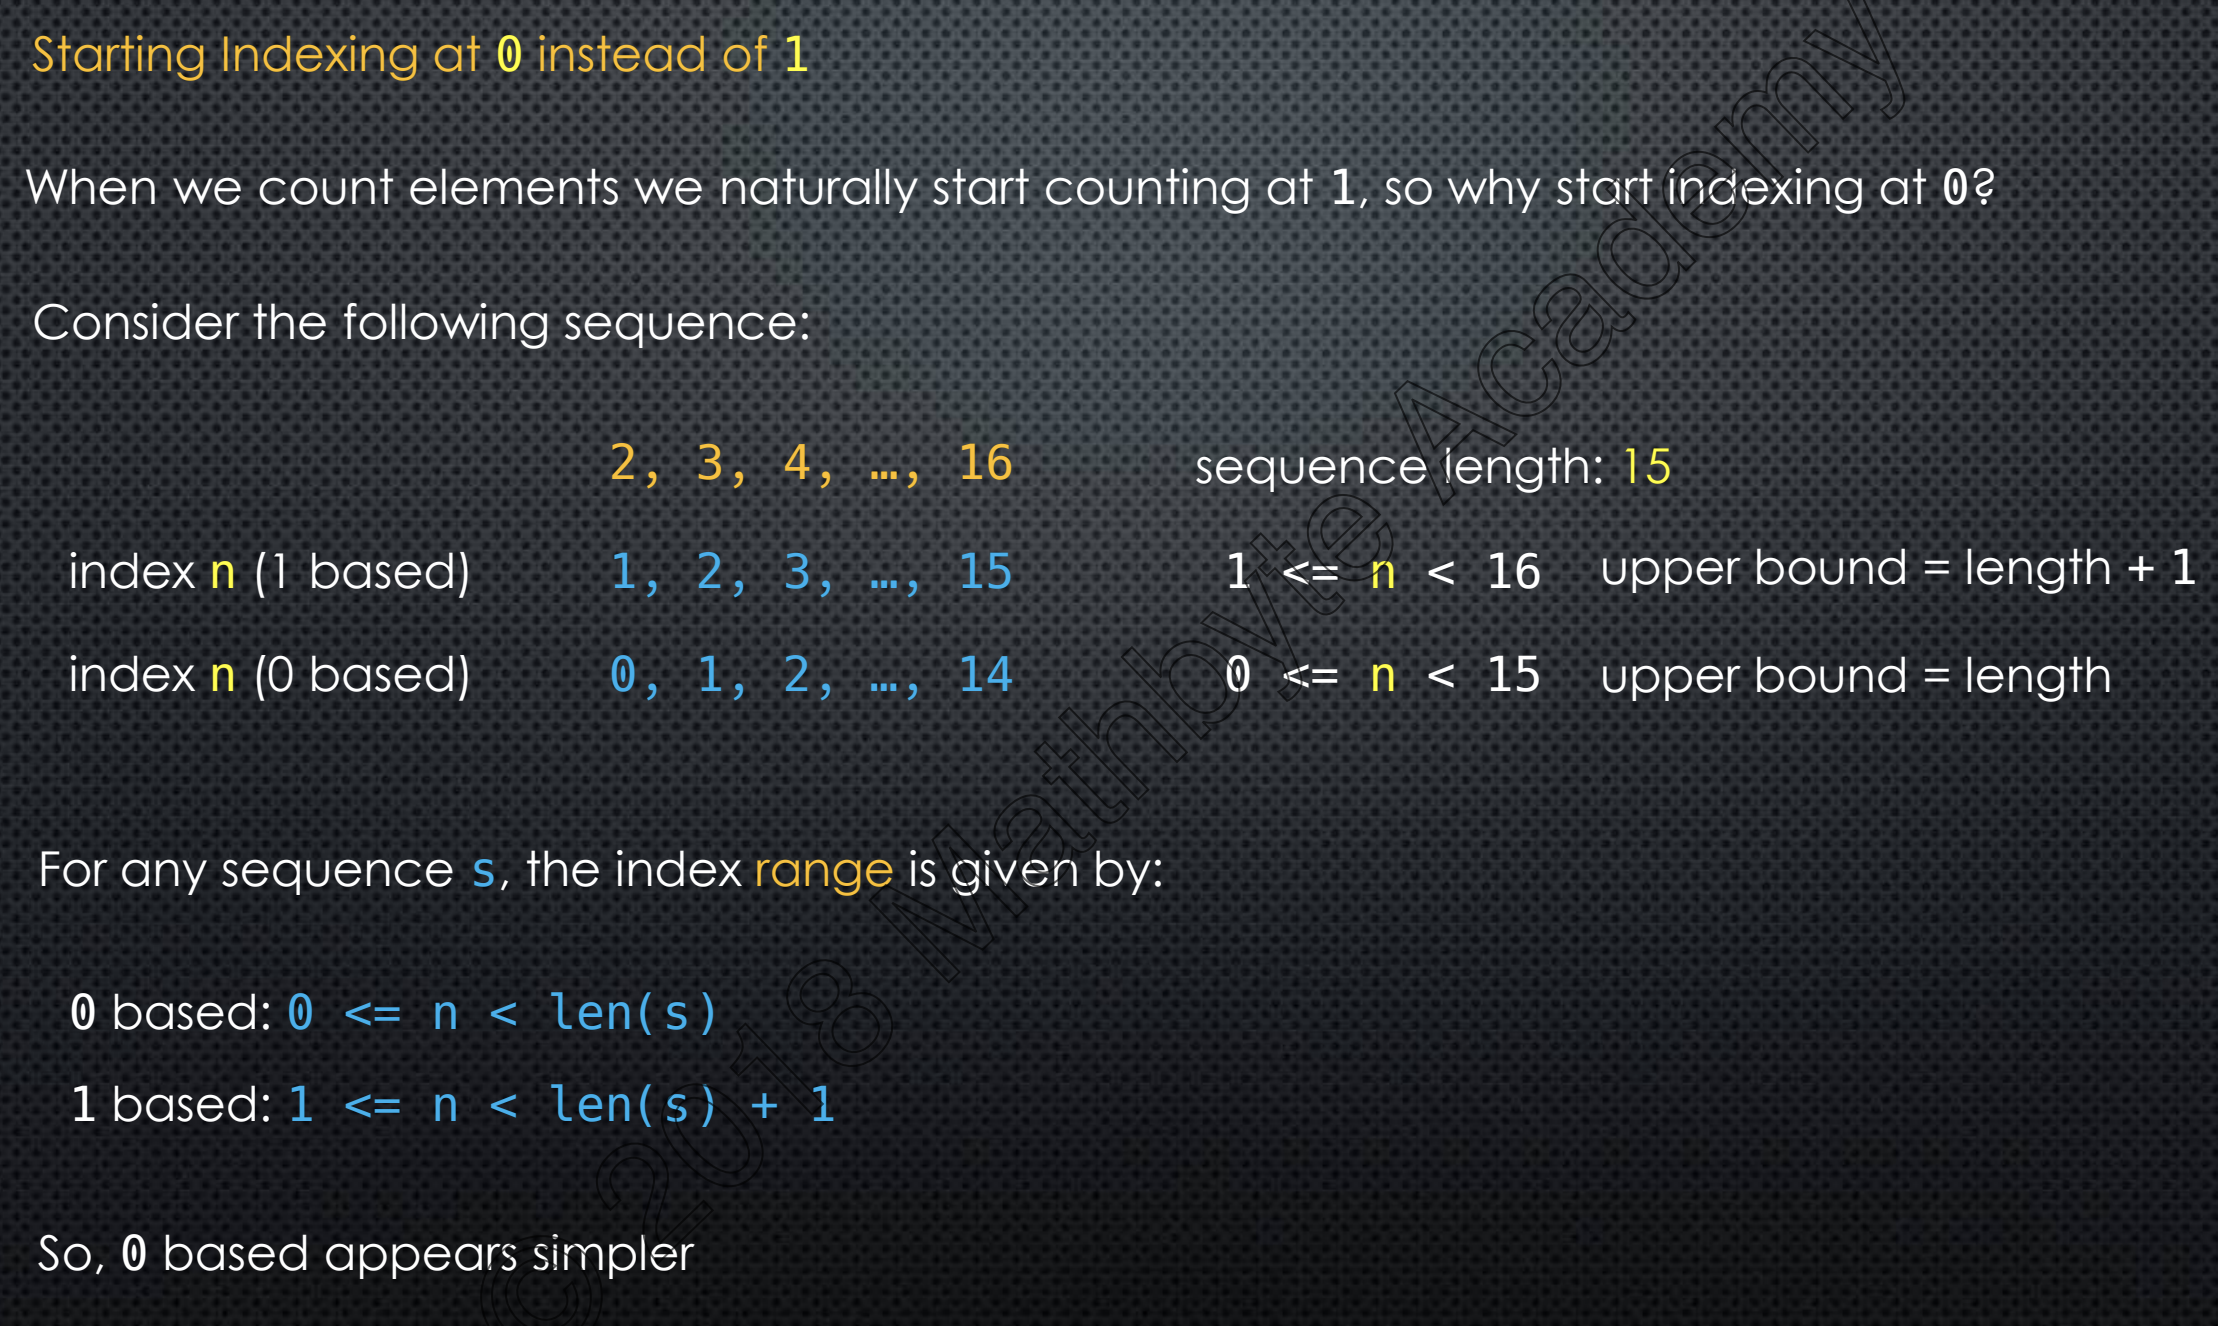 Starting Indexing at 0 instead of 1
When we count elements we naturally start counting at 1, so why start indexing at 0?
Consider the following sequence:
2, 3, 4, …, 16 sequence length: 15
index n (1 based) 1, 2, 3, …, 15 1 <= n < 16 upper bound = length + 1
index n (0 based) 0, 1, 2, …, 14 0 <= n < 15 upper bound = length
For any sequence s, the index range is given by:
0 based: 0 <= n < len(s)
1 based: 1 <= n < len(s) + 1
So, 0 based appears simpler
© 2018 Mathbyte Academy